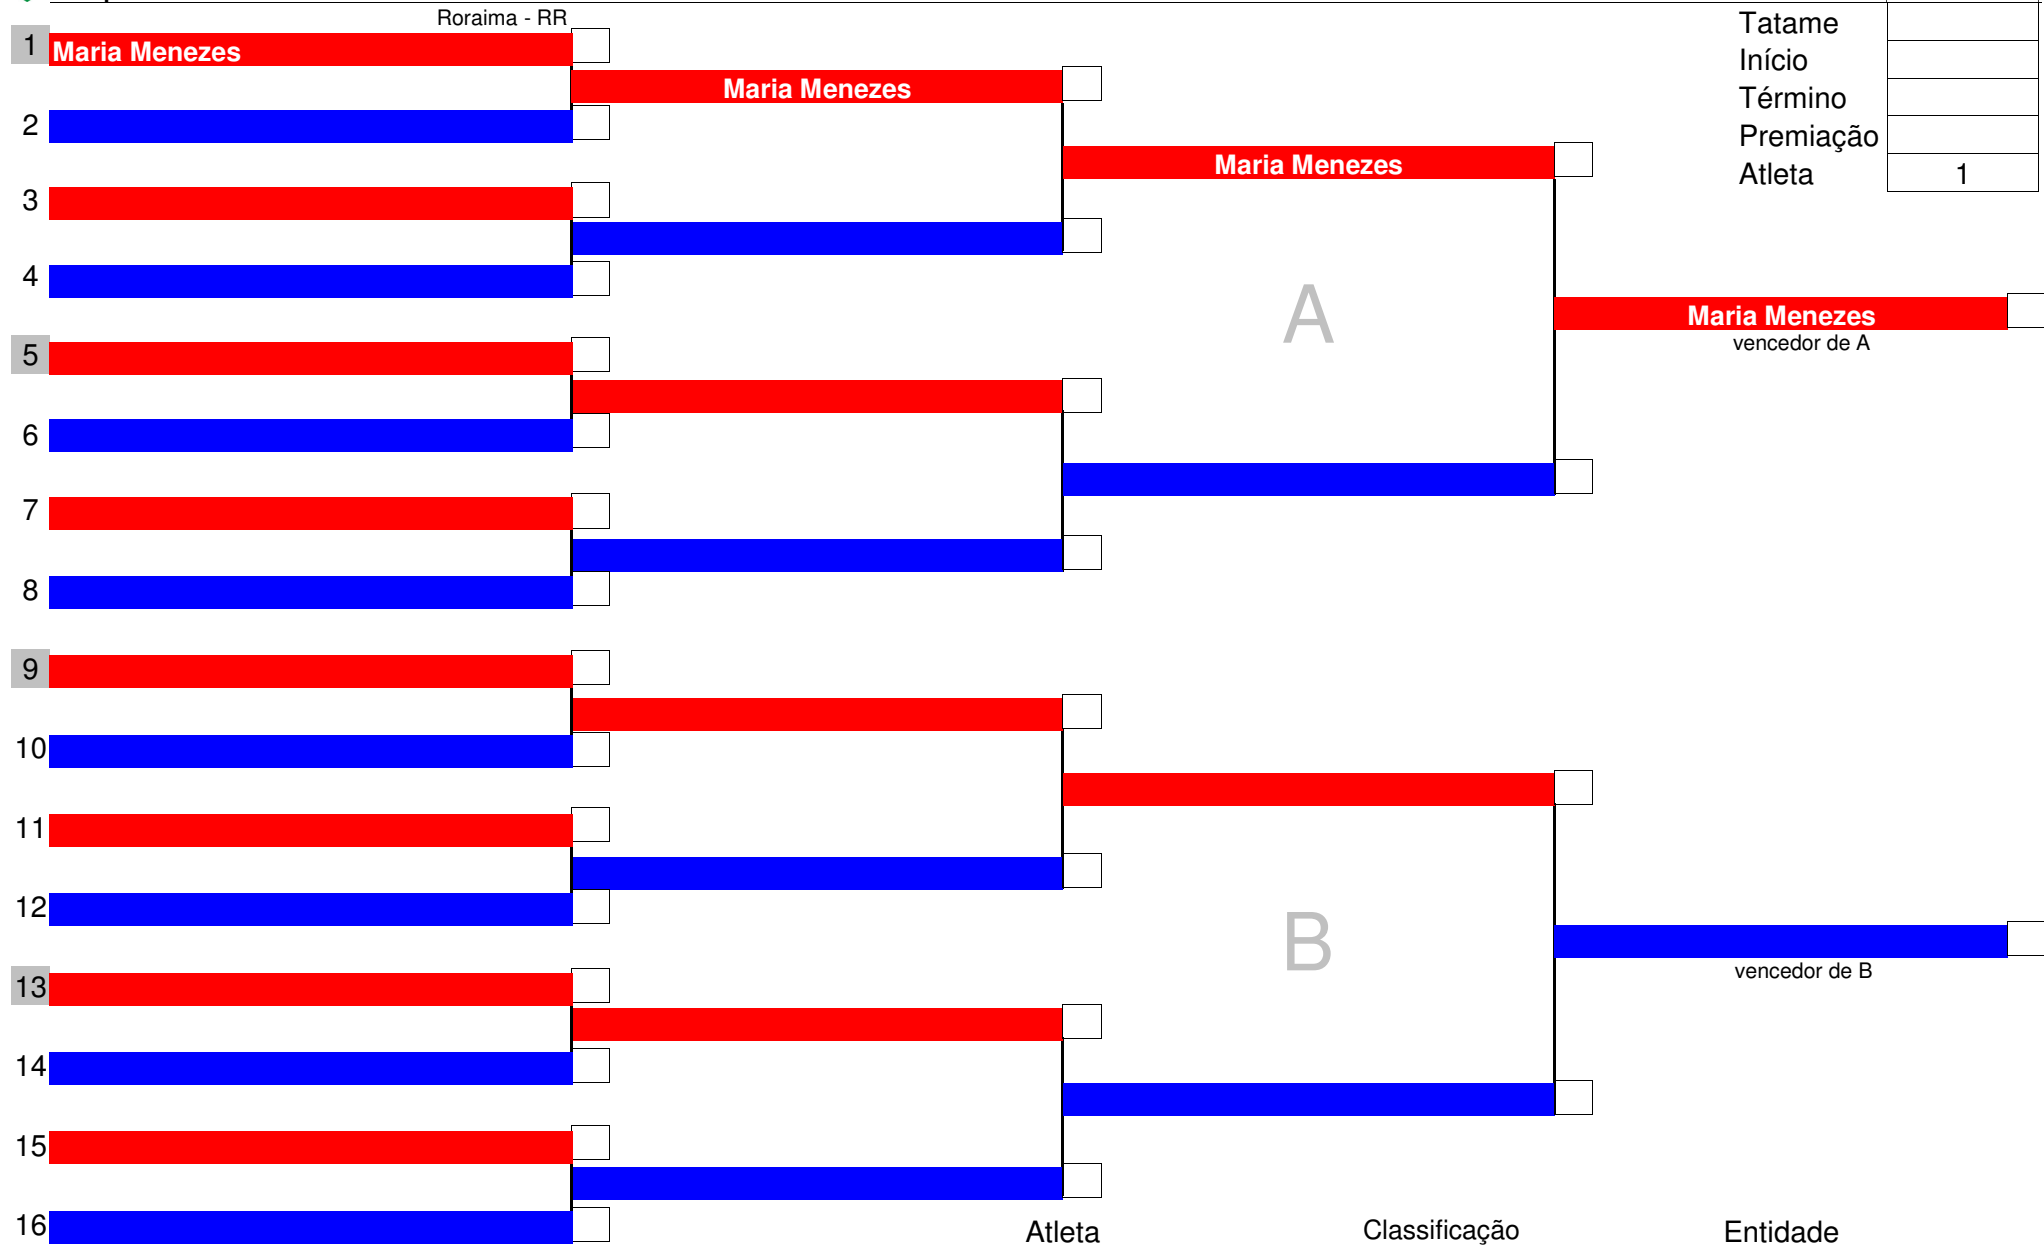 Roraima - RR
Tatame
1 Maria Menezes
Início
Maria Menezes
Término
2
Premiação
Maria Menezes
Atleta 1
3
4
A
Maria Menezes
vencedor de A
5
6
7
8
9
10
11
12
B
vencedor de B
13
14
15
16
Atleta Classificação Entidade